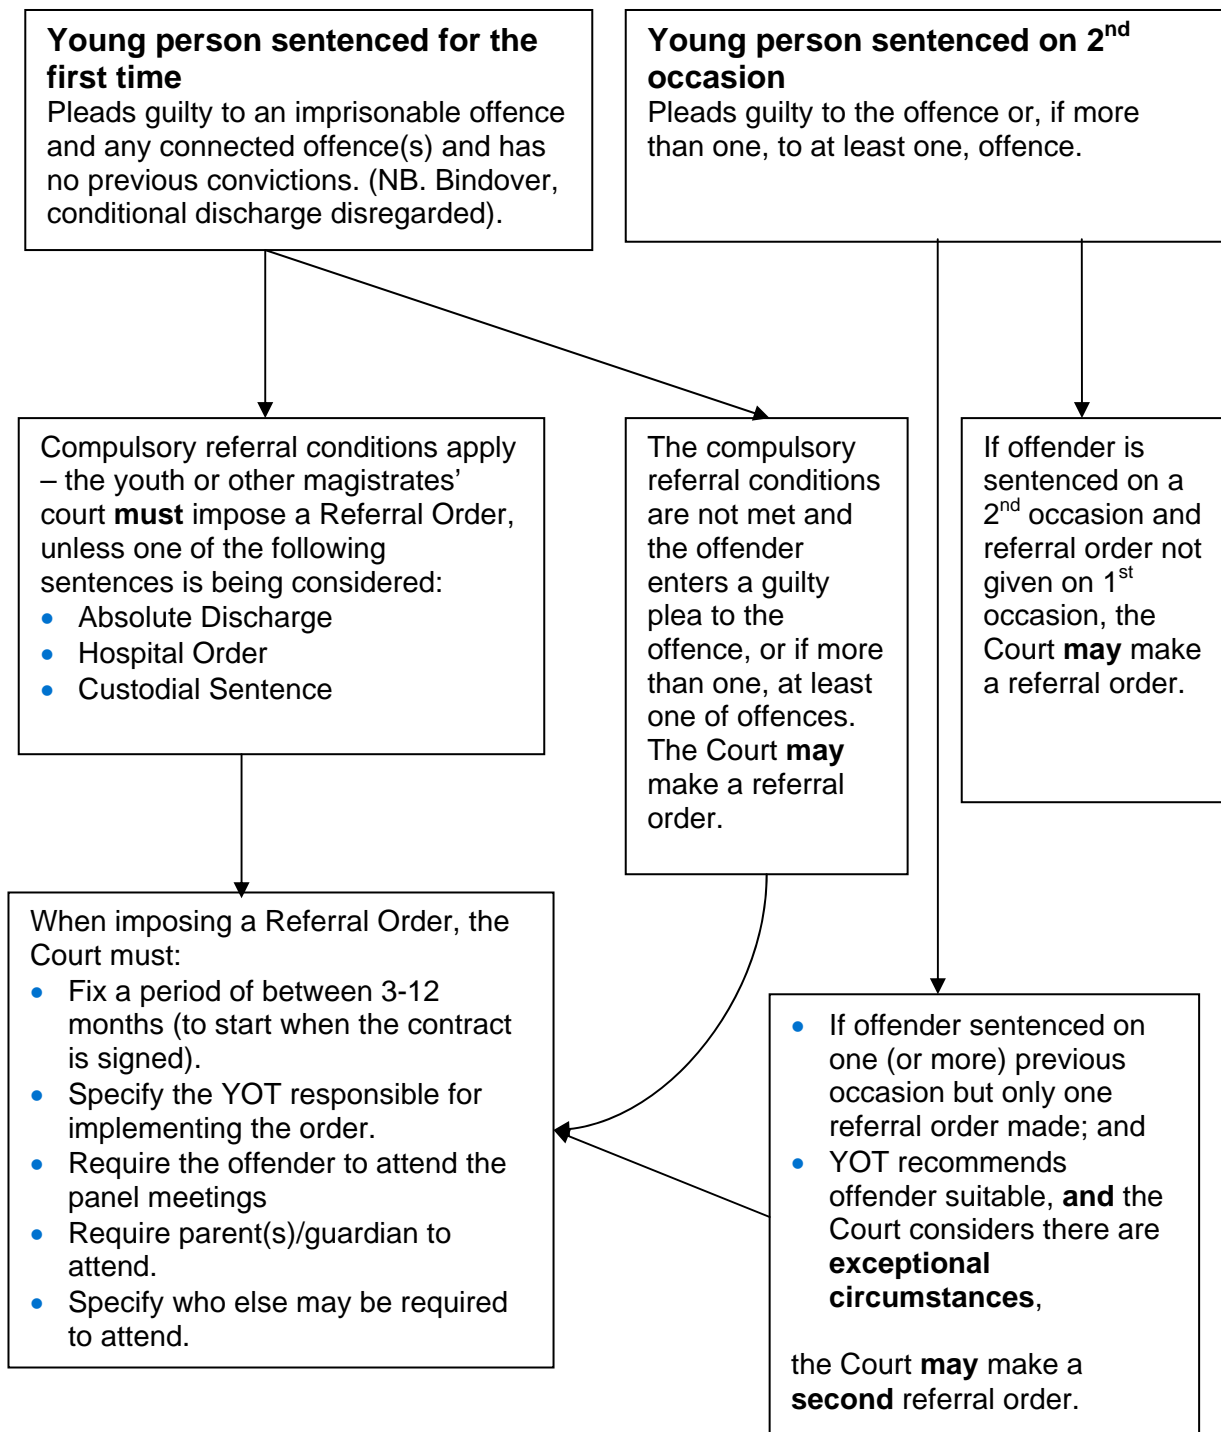 Young person sentenced for the
first time
Pleads guilty to an imprisonable offence
and any connected offence(s) and has
no previous convictions. (NB. Bindover,
conditional discharge disregarded).
Young person sentenced on 2nd
occasion
Pleads guilty to the offence or, if more
than one, to at least one, offence.
Compulsory referral conditions apply
– the youth or other magistrates’
court must impose a Referral Order,
unless one of the following
sentences is being considered:
• Absolute Discharge
• Hospital Order
• Custodial Sentence
The compulsory
referral conditions
are not met and
the offender
enters a guilty
plea to the
offence, or if more
than one, at least
one of offences.
The Court may
make a referral
order.
If offender is
sentenced on a
2nd occasion and
referral order not
given on 1st
occasion, the
Court may make
a referral order.
When imposing a Referral Order, the
Court must:
• Fix a period of between 3-12
months (to start when the contract
is signed).
• Specify the YOT responsible for
implementing the order.
• Require the offender to attend the
panel meetings
• Require parent(s)/guardian to
attend.
• Specify who else may be required
to attend.
• If offender sentenced on
one (or more) previous
occasion but only one
referral order made; and
• YOT recommends
offender suitable, and the
Court considers there are
exceptional
circumstances,
the Court may make a
second referral order.